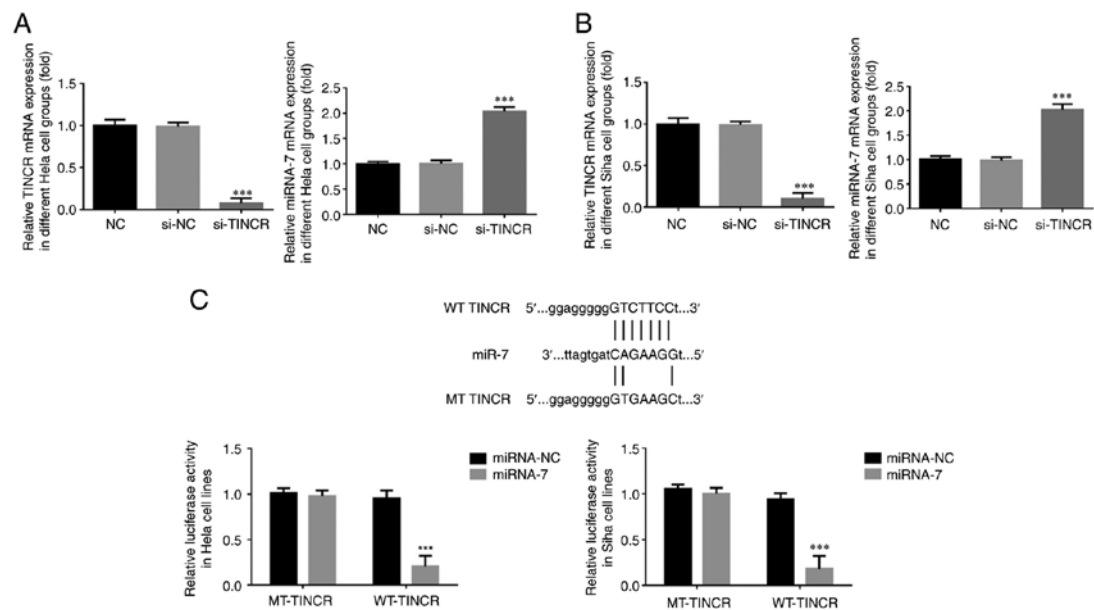 A
Relative TINCR mRNA expression
in different Hela cell groups (fold)
1.5
1.0
0.5
0.0
***
NC
si-NC
si-TINCR
Relative miRNA-7 mRNA expression
in different Hela cell groups (fold)
2.5
2.0
1.5
1.0
0.5
0.0
***
NC
si-NC
si-TINCR
B
Relative TINCR mRNA expression
in different Siha cell groups (fold)
1.5
1.0
0.5
0.0
***
NC
si-NC
si-TINCR
Relative miRNA-7 mRNA expression
in different Siha cell groups (fold)
2.5
2.0
1.5
1.0
0.5
0.0
***
NC
si-NC
si-TINCR
C
WT TINCR 5′...ggagggggGTCTTCCt...3′
miR-7 3′...ttagtgatCAGAAGGt...5′
MT TINCR 5′...ggagggggGTGAAGCt...3′
Relative luciferase activity
in Hela cell lines
1.5
1.0
0.5
0.0
***
MT-TINCR
WT-TINCR
miRNA-NC
miRNA-7
Relative luciferase activity
in Siha cell lines
1.5
1.0
0.5
0.0
***
MT-TINCR
WT-TINCR
miRNA-NC
miRNA-7